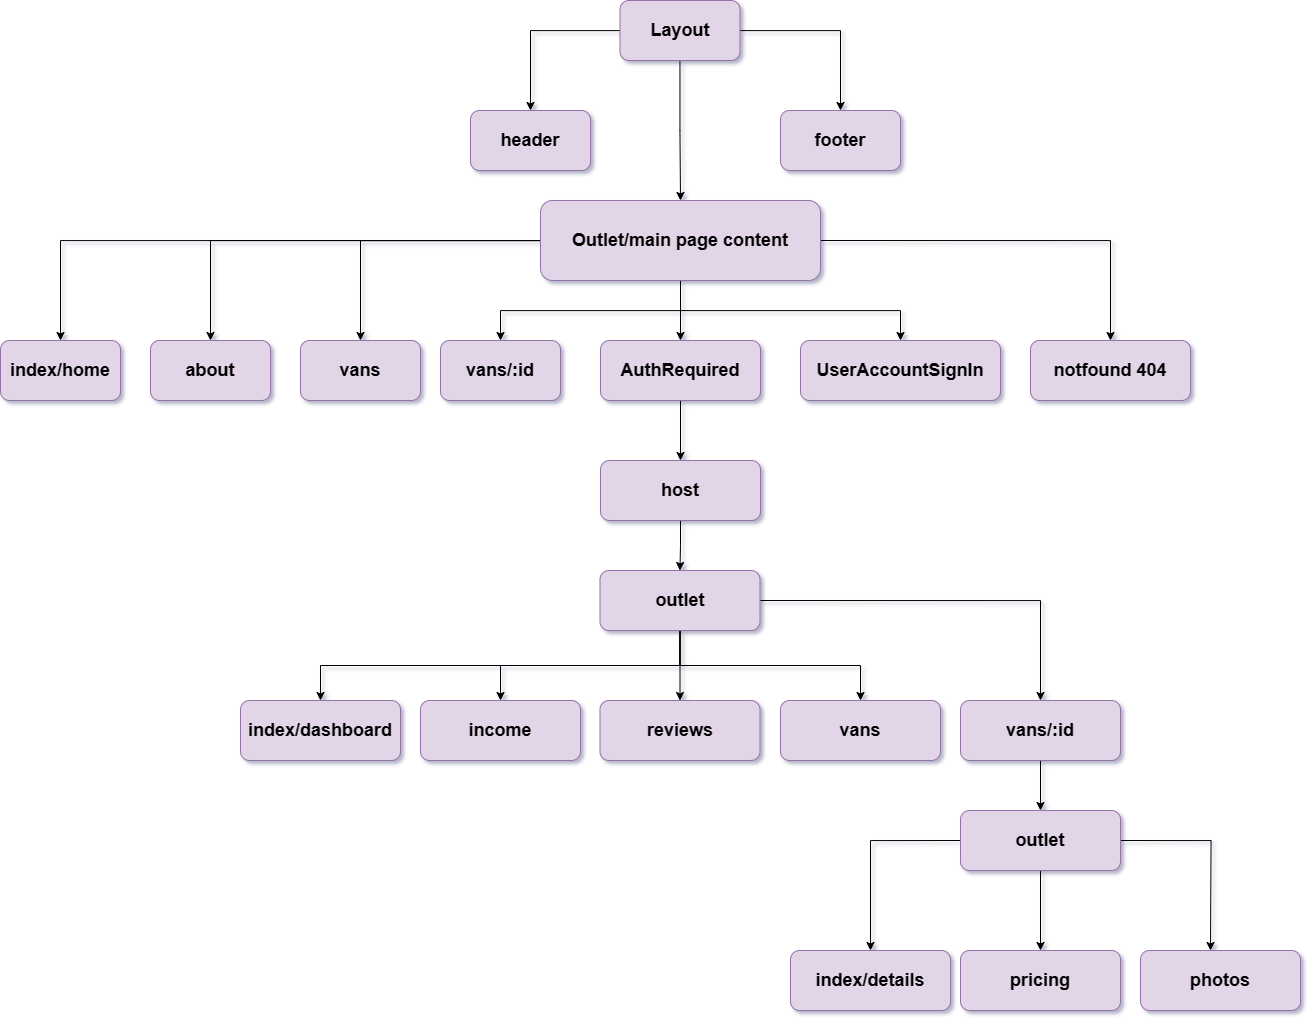 Layout
header
footer
Outlet/main page content
index/home
about
vans
vans/:id
AuthRequired
UserAccountSignIn
notfound 404
host
outlet
index/dashboard
income
reviews
vans
vans/:id
outlet
index/details
pricing
photos